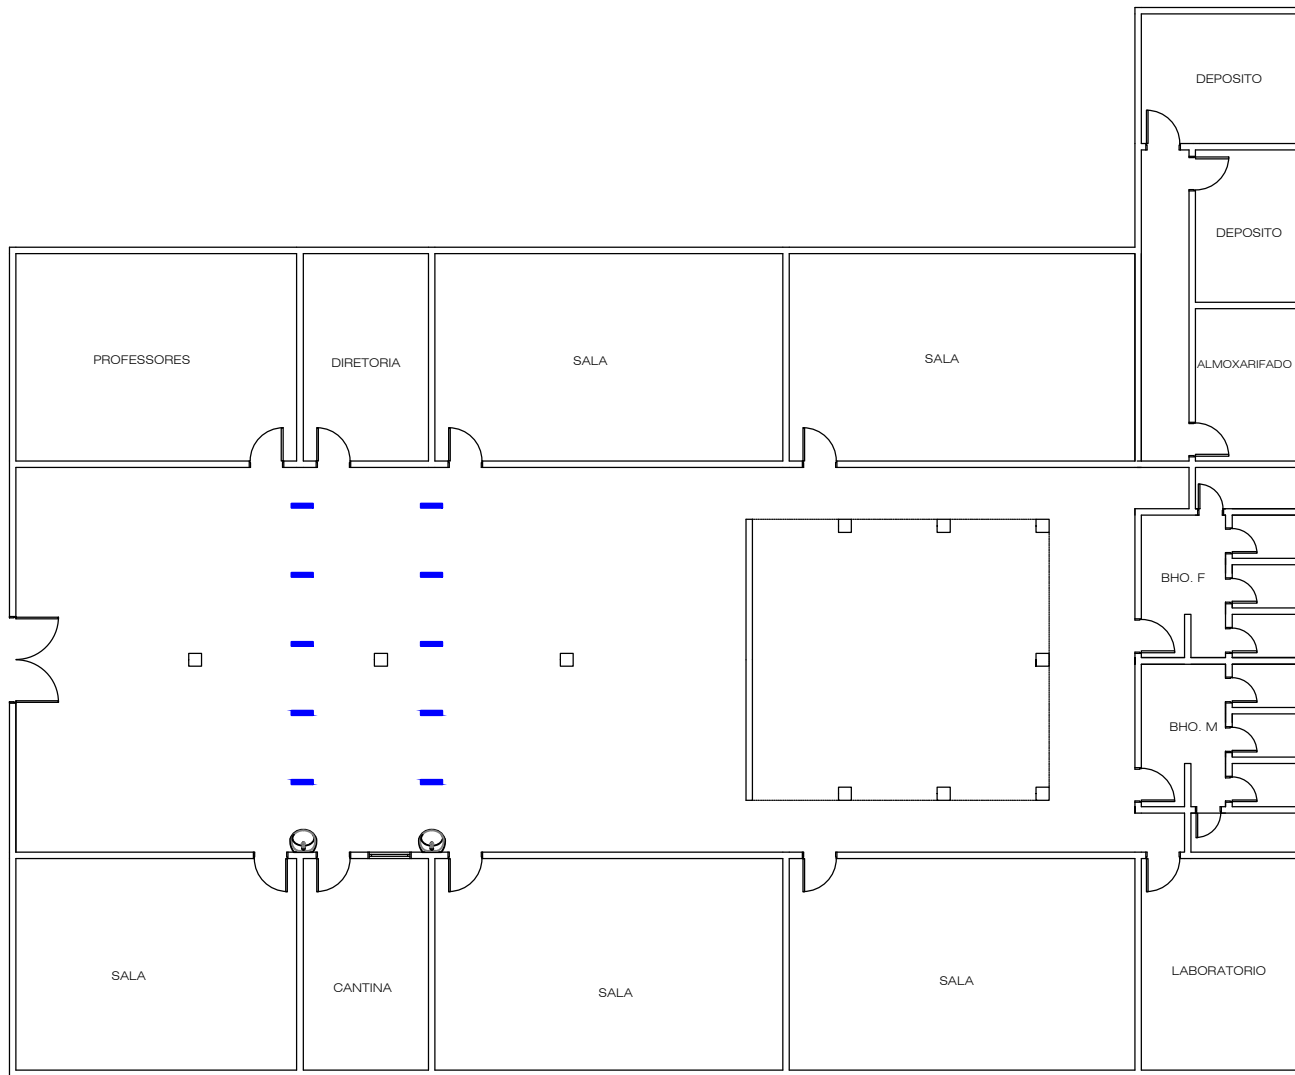 DEPOSITO
DEPOSITO
PROFESSORES
DIRETORIA
SALA
SALA
ALMOXARIFADO
BHO. F
BHO. M
SALA
CANTINA
SALA
SALA
LABORATORIO